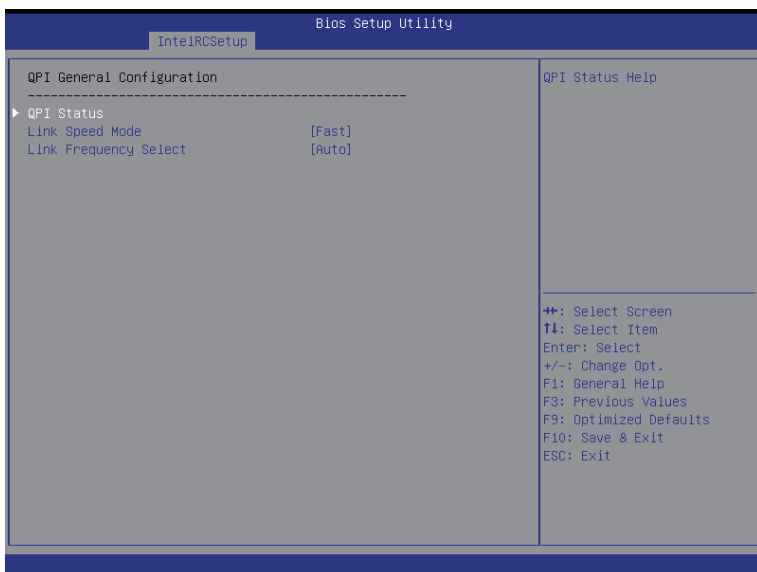 Bios Setup Utility
IntelRCSetup
QPI General Configuration
--------------------------------------------------
QPI Status
Link Speed Mode [Fast]
Link Frequency Select [Auto]
QPI Status Help
→←: Select Screen
↑↓: Select Item
Enter: Select
+/-: Change Opt.
F1: General Help
F3: Previous Values
F9: Optimized Defaults
F10: Save & Exit
ESC: Exit